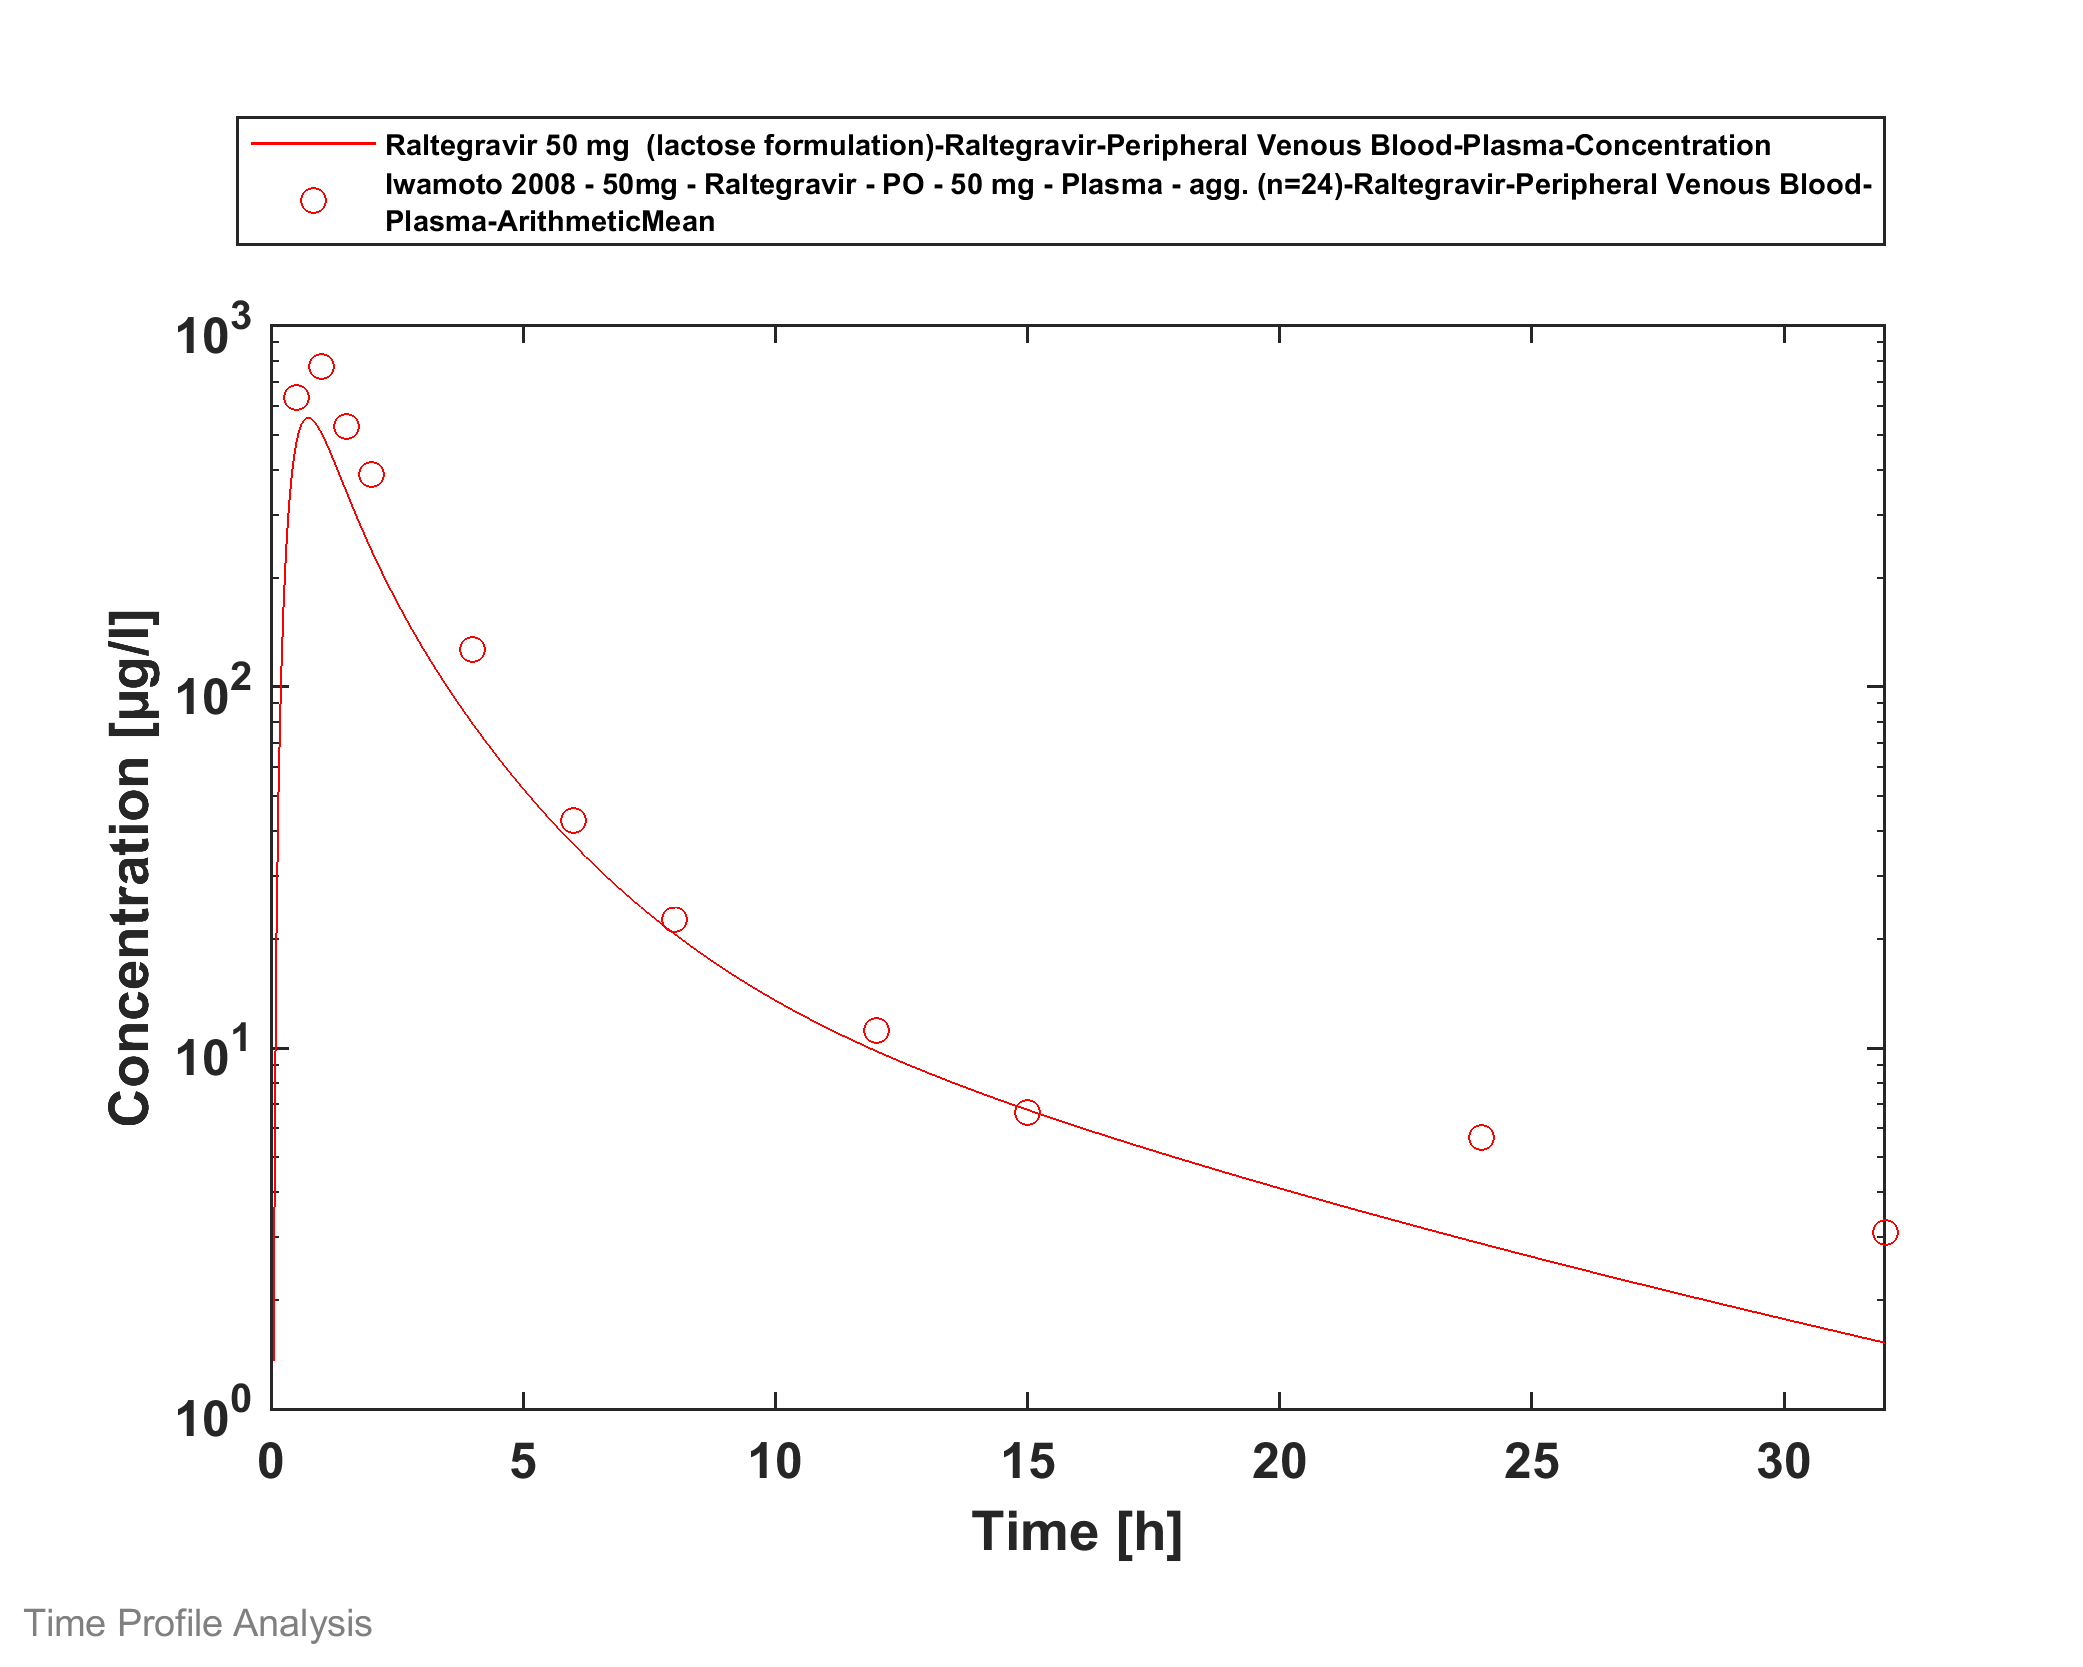 Raltegravir 50 mg  (lactose formulation)-Raltegravir-Peripheral Venous Blood-Plasma-Concentration
Iwamoto 2008 - 50mg - Raltegravir - PO - 50 mg - Plasma - agg. (n=24)-Raltegravir-Peripheral Venous Blood-
Plasma-ArithmeticMean
10³
10²
10¹
10⁰
Concentration [µg/l]
0 5 10 15 20 25 30
Time [h]
Time Profile Analysis